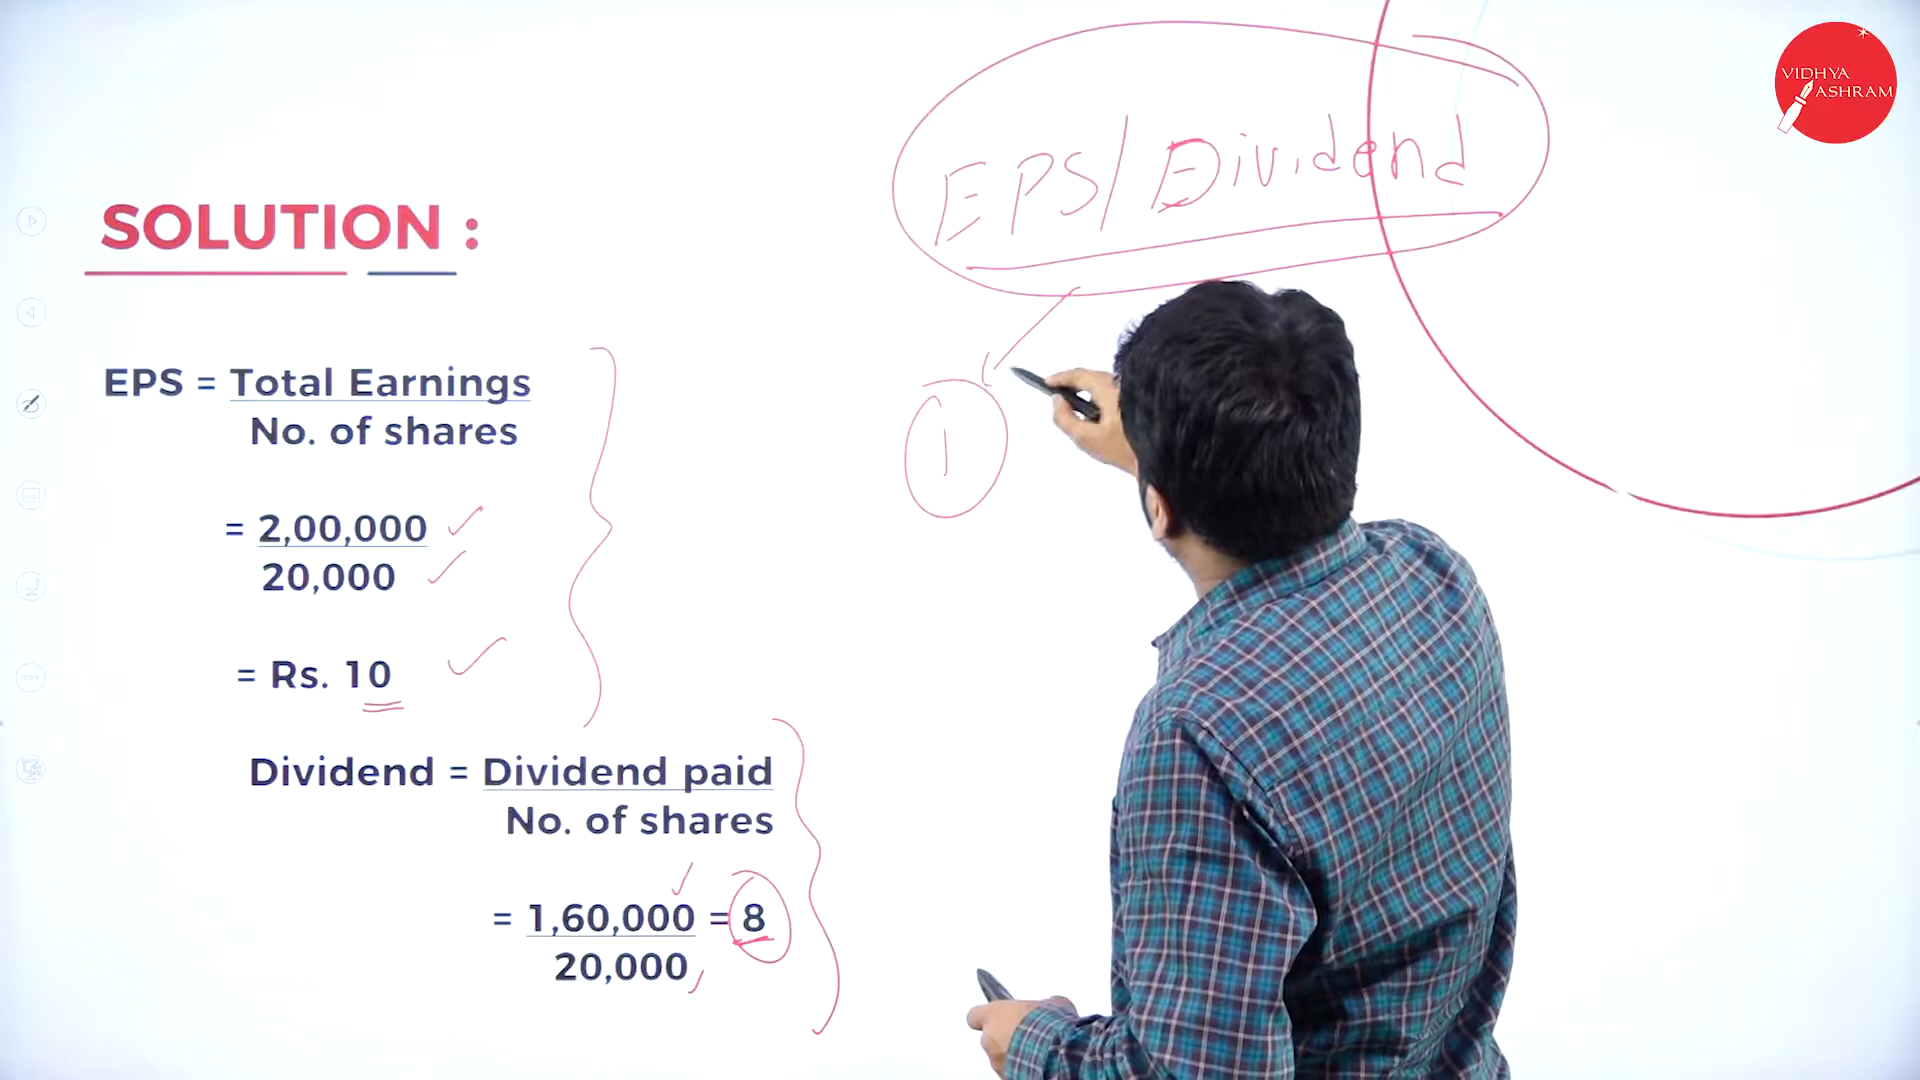 VIDHYA
ASHRAM
EPS/Dividend
1
SOLUTION :
EPS = Total Earnings
No. of shares
= 2,00,000
20,000
= Rs. 10
Dividend = Dividend paid
No. of shares
= 1,60,000 = 8
20,000